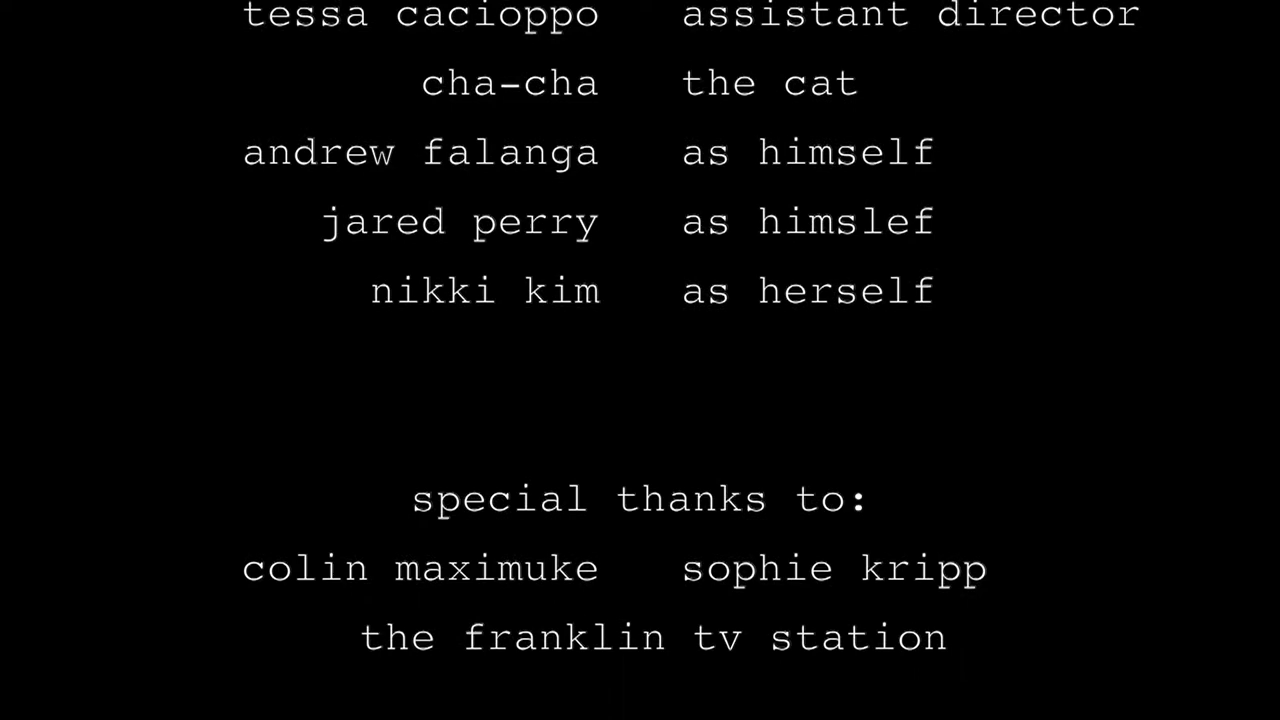 tessa cacioppo assistant director
cha-cha the cat
andrew falanga as himself
jared perry as himslef
nikki kim as herself
special thanks to:
colin maximuke sophie kripp
the franklin tv station